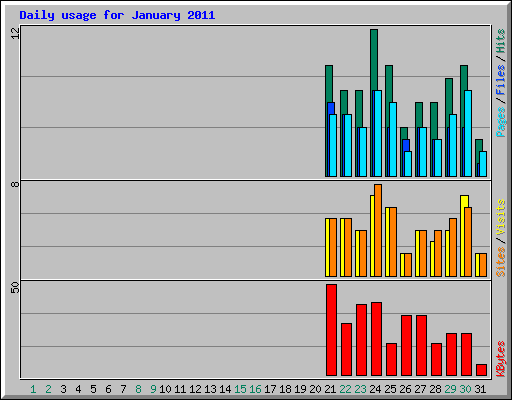 Daily usage for January 2011
12
8
50
Pages/Files/Hits
Sites/Visits
KBytes
1 2 3 4 5 6 7 8 9 10 11 12 13 14 15 16 17 18 19 20 21 22 23 24 25 26 27 28 29 30 31